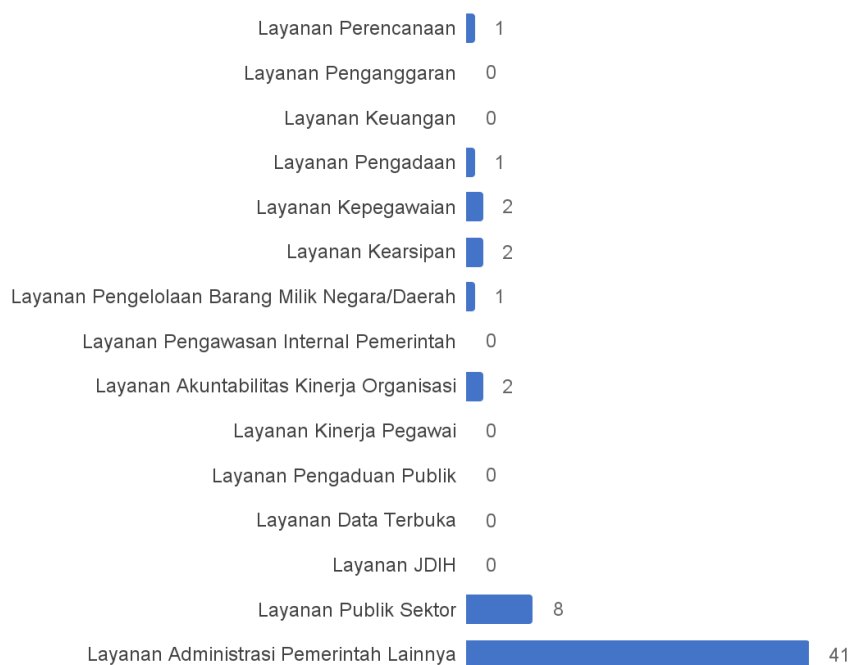 Layanan Perencanaan 1
Layanan Penganggaran 0
Layanan Keuangan 0
Layanan Pengadaan 1
Layanan Kepegawaian 2
Layanan Kearsipan 2
Layanan Pengelolaan Barang Milik Negara/Daerah 1
Layanan Pengawasan Internal Pemerintah 0
Layanan Akuntabilitas Kinerja Organisasi 2
Layanan Kinerja Pegawai 0
Layanan Pengaduan Publik 0
Layanan Data Terbuka 0
Layanan JDIH 0
Layanan Publik Sektor 8
Layanan Administrasi Pemerintah Lainnya 41